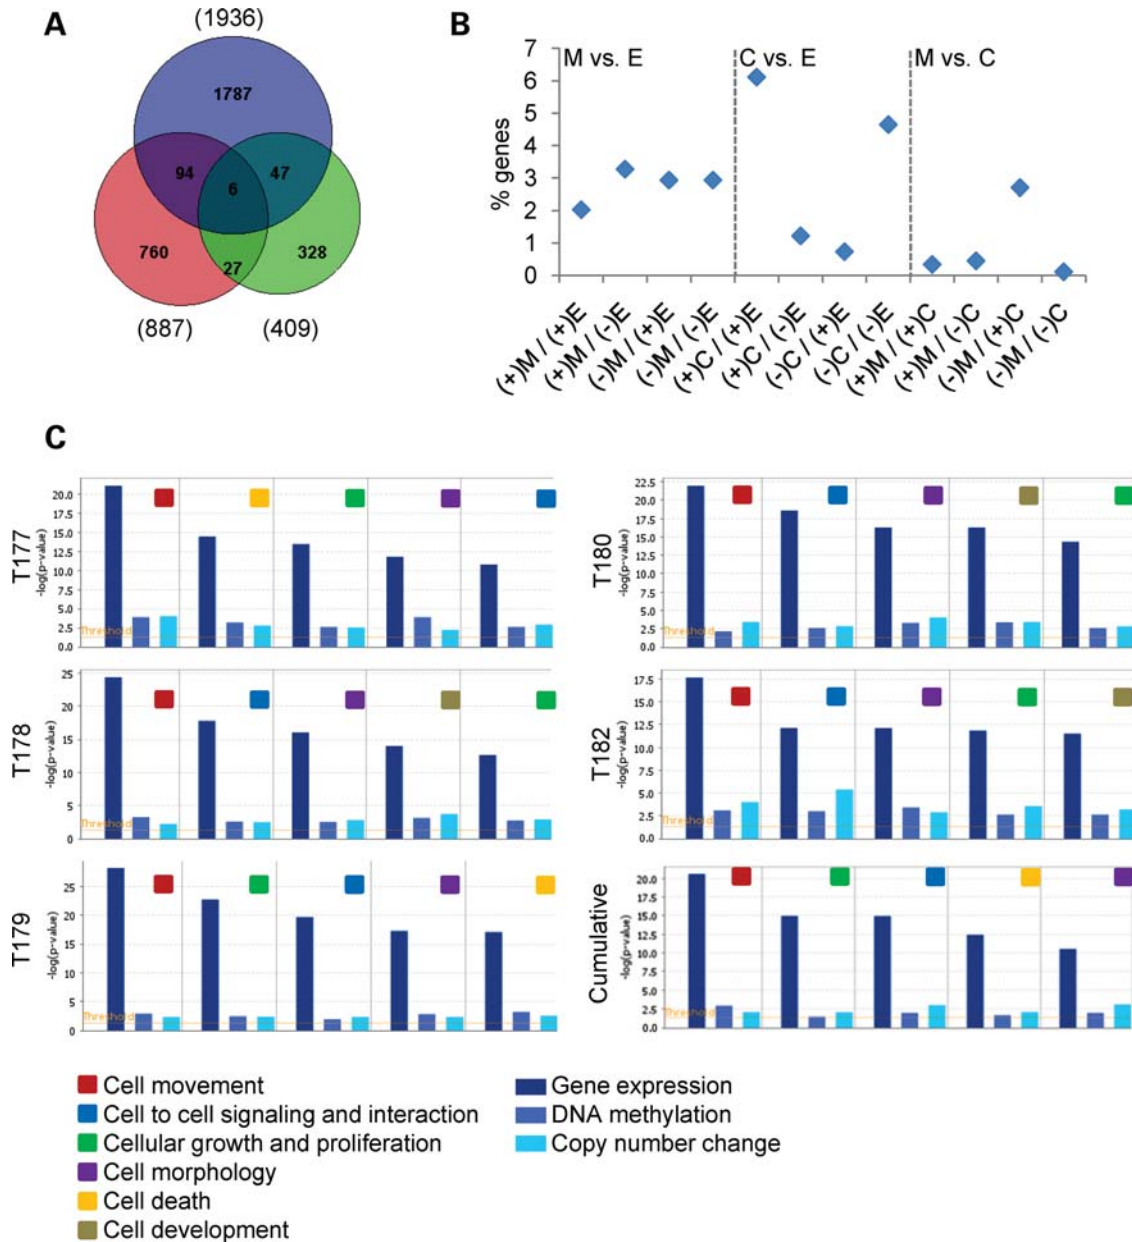 A
(1936)
1787
94
47
6
760
27
328
(887)
(409)
B
M vs. E
C vs. E
M vs. C
% genes
7
6
5
4
3
2
1
0
(+)M / (+)E
(+)M / (-)E
(-)M / (+)E
(-)M / (-)E
(+)C / (+)E
(+)C / (-)E
(-)C / (+)E
(-)C / (-)E
(+)M / (+)C
(+)M / (-)C
(-)M / (+)C
(-)M / (-)C
C
T177
-log(p-value)
20.0
17.5
15.0
12.5
10.0
7.5
5.0
2.5
0.0
Threshold
T180
-log(p-value)
22.5
20.0
17.5
15.0
12.5
10.0
7.5
5.0
2.5
0.0
Threshold
T178
-log(p-value)
25
20
15
10
5
0
Threshold
T182
-log(p-value)
17.5
15.0
12.5
10.0
7.5
5.0
2.5
0.0
Threshold
T179
-log(p-value)
25
20
15
10
5
0
Threshold
Cumulative
-log(p-value)
20.0
17.5
15.0
12.5
10.0
7.5
5.0
2.5
0.0
Threshold
Cell movement
Cell to cell signaling and interaction
Cellular growth and proliferation
Cell morphology
Cell death
Cell development
Gene expression
DNA methylation
Copy number change